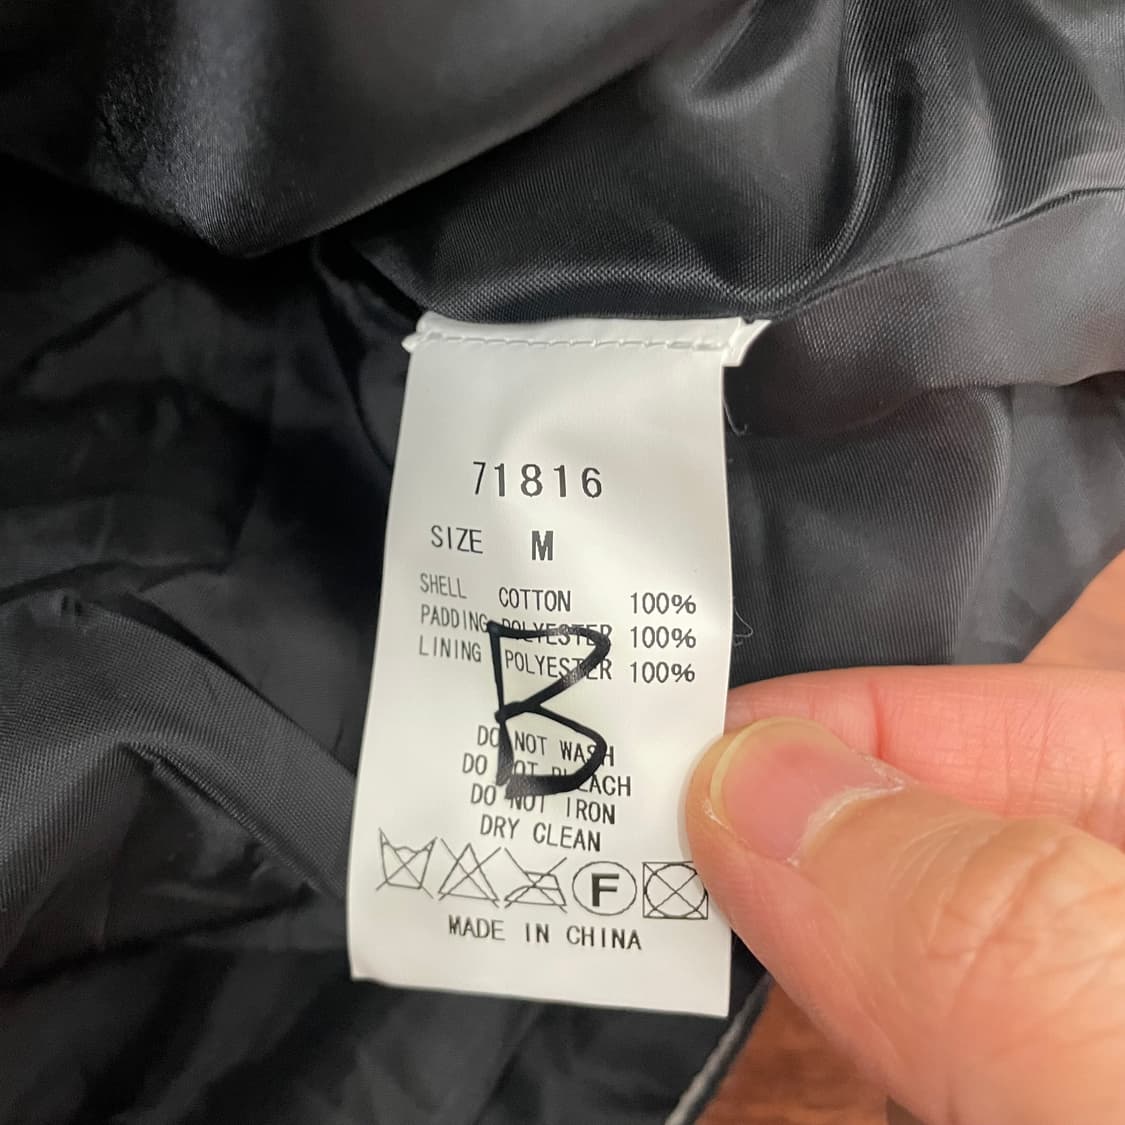 71816
SIZE M
SHELL COTTON 100%
PADDING POLYESTER 100%
LINING POLYESTER 100%
B
DO NOT WASH
DO NOT BLEACH
DO NOT IRON
DRY CLEAN
F
MADE IN CHINA